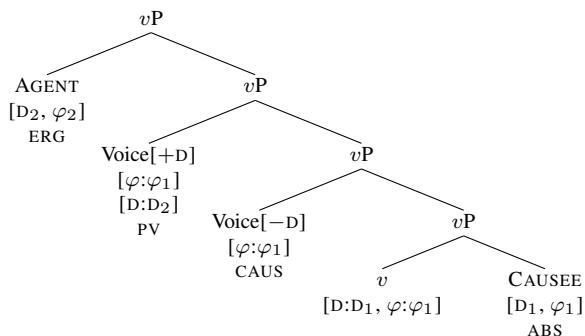 vP
AGENT
[D₂, φ₂]
ERG
vP
Voice[+D]
[φ:φ₁]
[D:D₂]
PV
vP
Voice[−D]
[φ:φ₁]
CAUS
vP
v
[D:D₁, φ:φ₁]
CAUSEE
[D₁, φ₁]
ABS